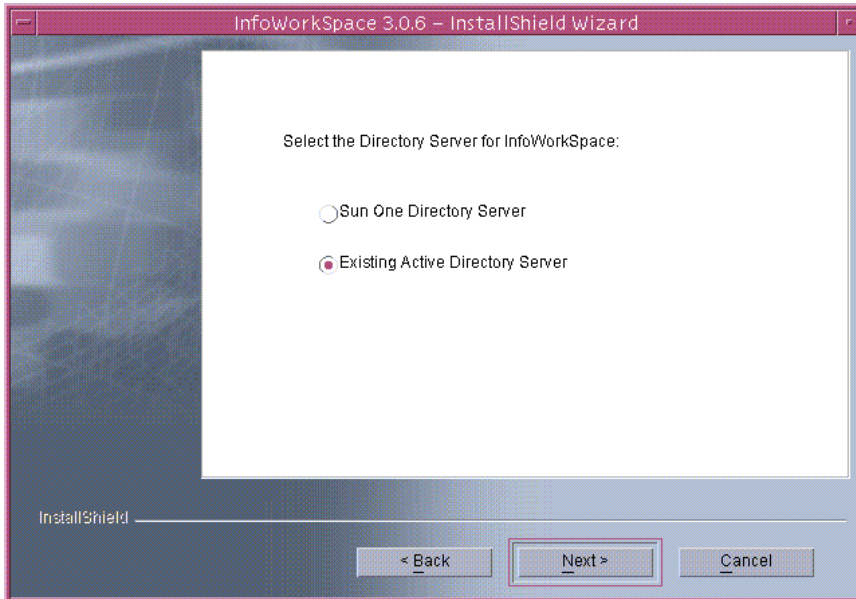 InfoWorkSpace 3.0.6 – InstallShield Wizard
Select the Directory Server for InfoWorkSpace:
Sun One Directory Server
Existing Active Directory Server
InstallShield
< Back
Next >
Cancel